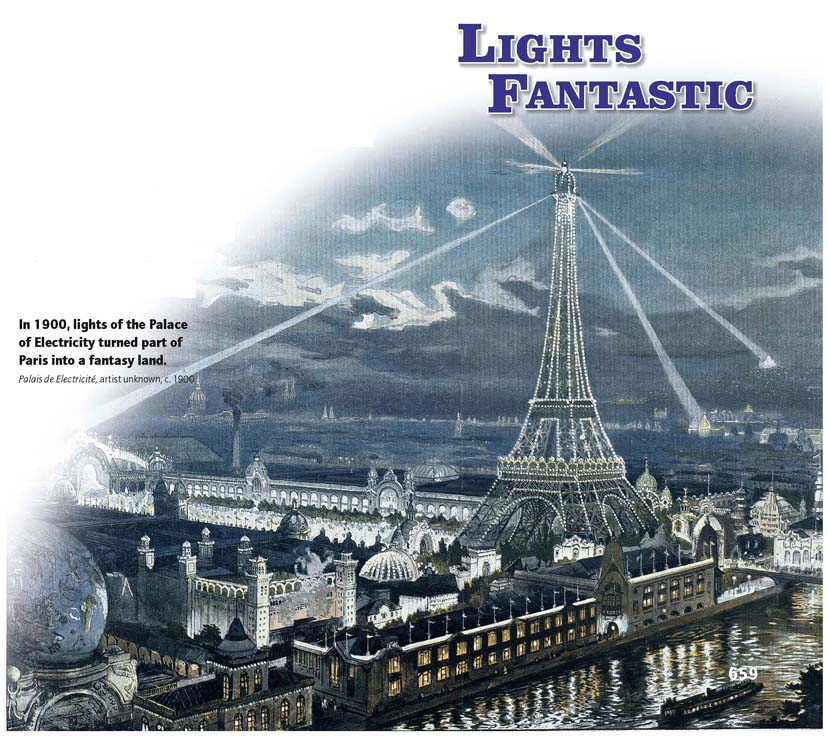 LIGHTS
FANTASTIC
In 1900, lights of the Palace
of Electricity turned part of
Paris into a fantasy land.
Palais de Electricité, artist unknown, c. 1900
659